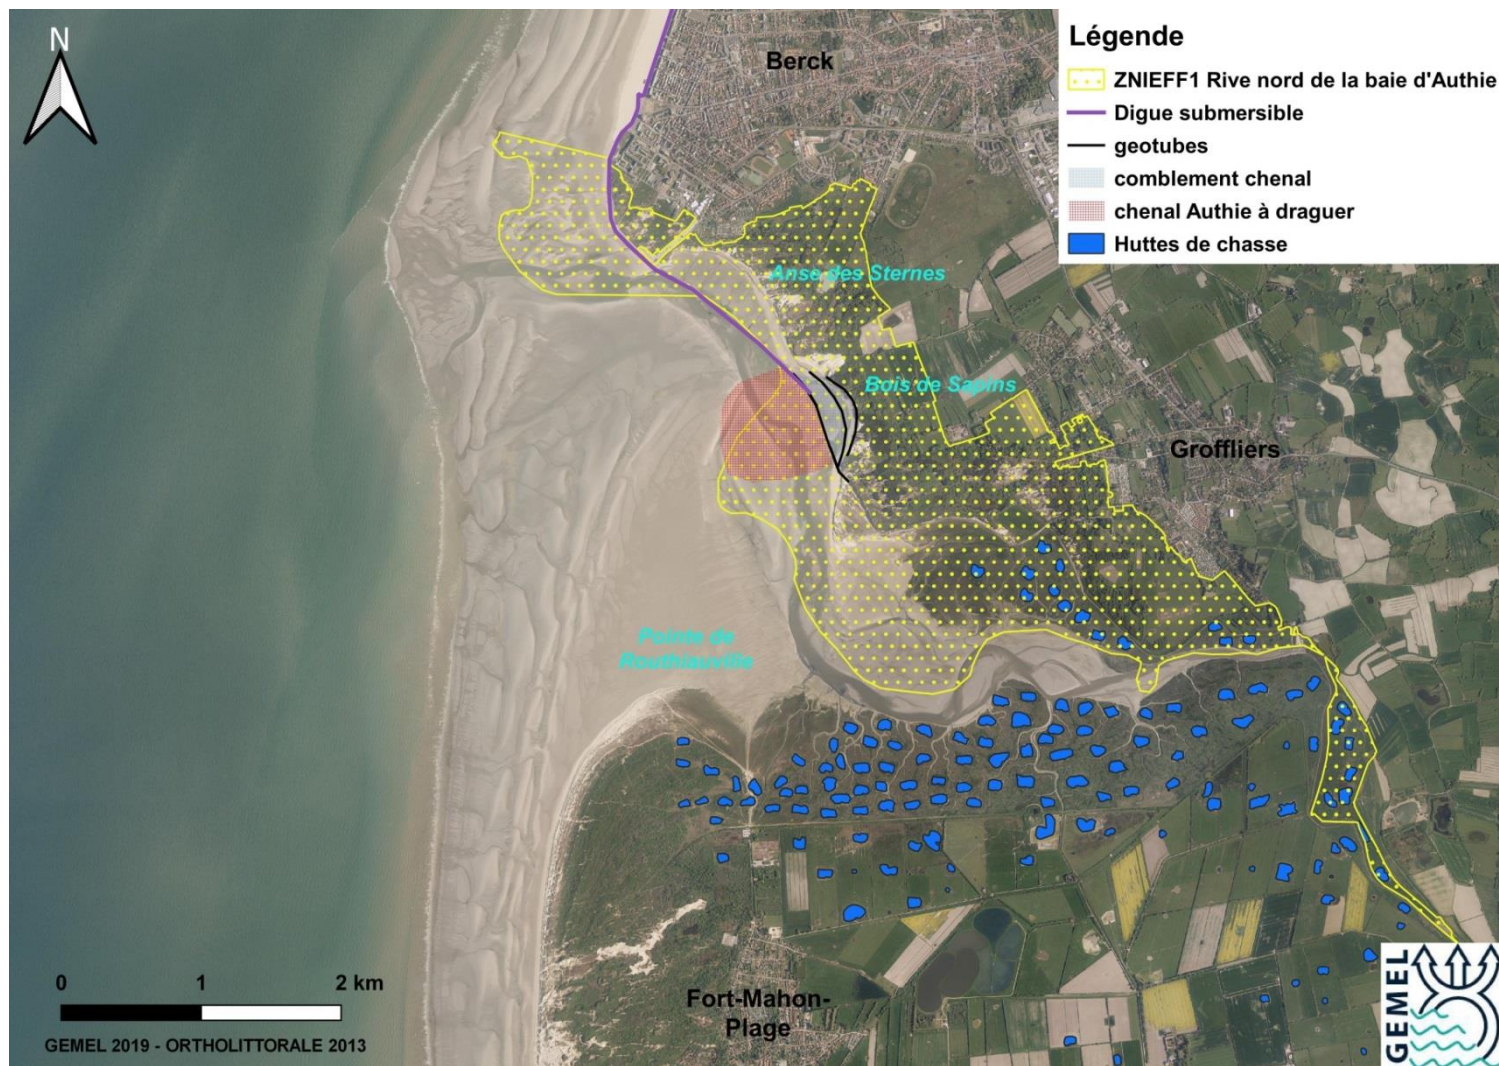 N
Berck
Légende
ZNIEFF1 Rive nord de la baie d'Authie
Digue submersible
geotubes
comblement chenal
chenal Authie à draguer
Huttes de chasse
Anse des Sternes
Bois de Sapins
Groffliers
Pointe de
Routhiauville
0 1 2 km
Fort-Mahon-
Plage
GEMEL 2019 - ORTHOLITTORALE 2013
GEMEL